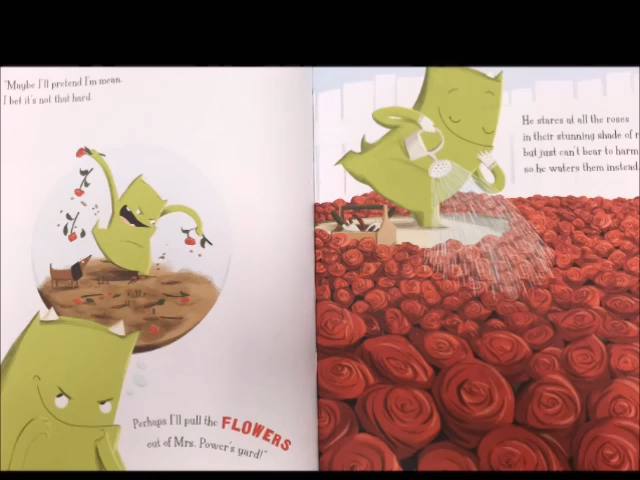 "Maybe I'll pretend I'm mean.
I bet it's not that hard.
Perhaps I'll pull the FLOWERS
out of Mrs. Power's yard!"
He stares at all the roses
in their stunning shade of
but just can't bear to harm
so he waters them instead